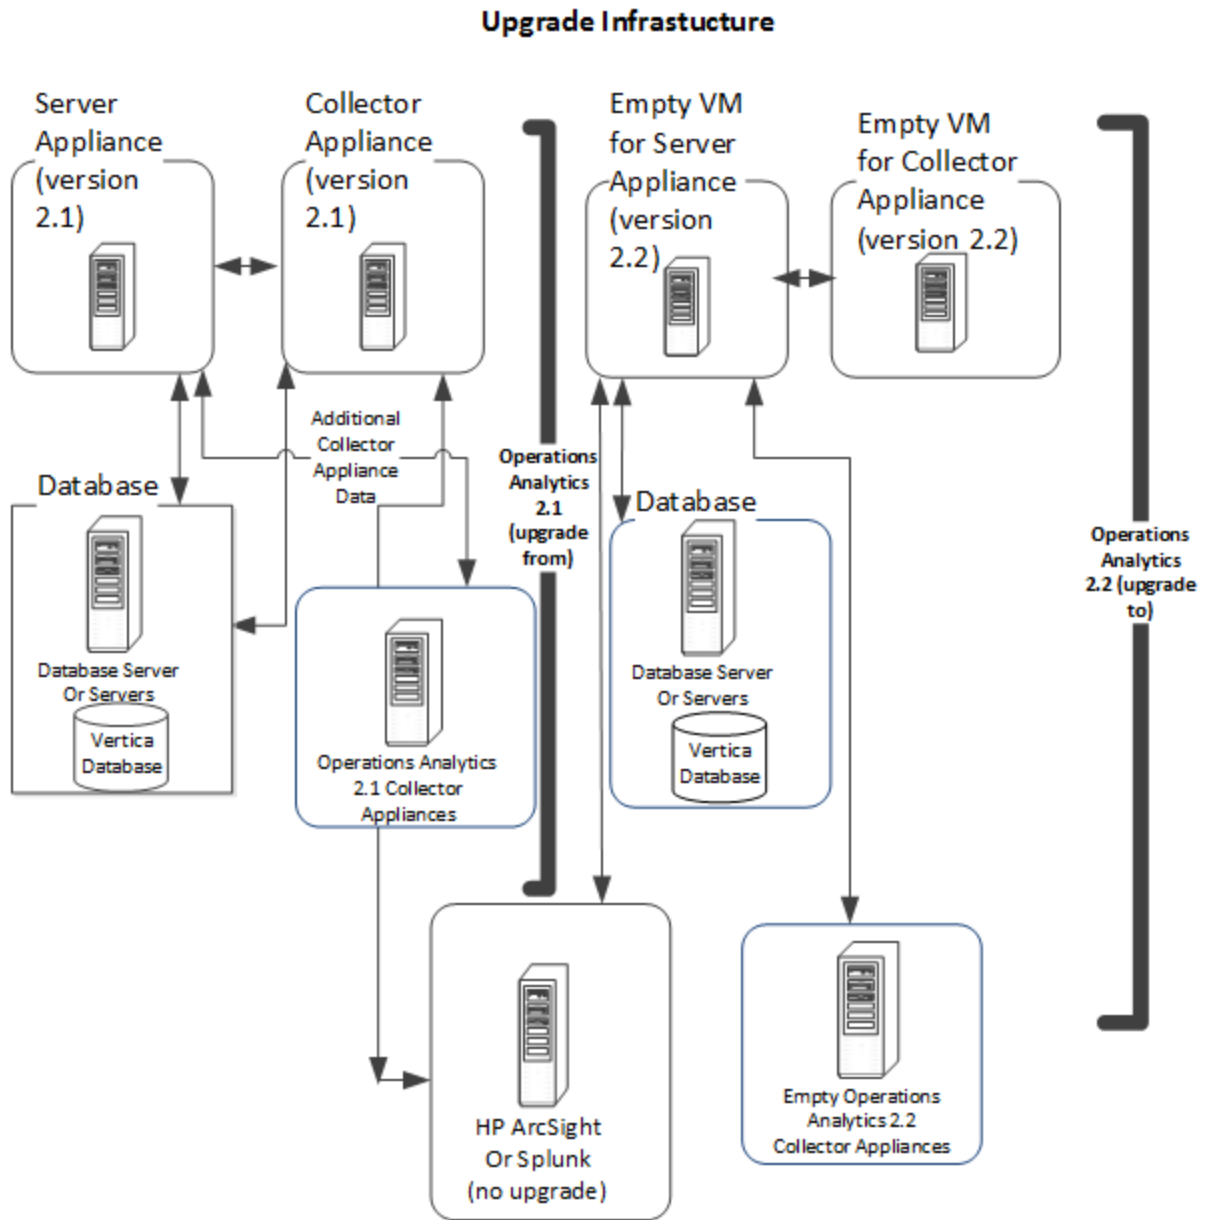 Upgrade Infrastucture
Server
Appliance
(version
2.1)
Collector
Appliance
(version
2.1)
Empty VM
for Server
Appliance
(version
2.2)
Empty VM
for Collector
Appliance
(version 2.2)
Additional
Collector
Appliance
Data
Operations
Analytics
2.1
(upgrade
from)
Database
Database Server
Or Servers
Vertica
Database
Operations Analytics
2.1 Collector
Appliances
Database
Database Server
Or Servers
Vertica
Database
Operations
Analytics
2.2 (upgrade
to)
HP ArcSight
Or Splunk
(no upgrade)
Empty Operations
Analytics 2.2
Collector Appliances